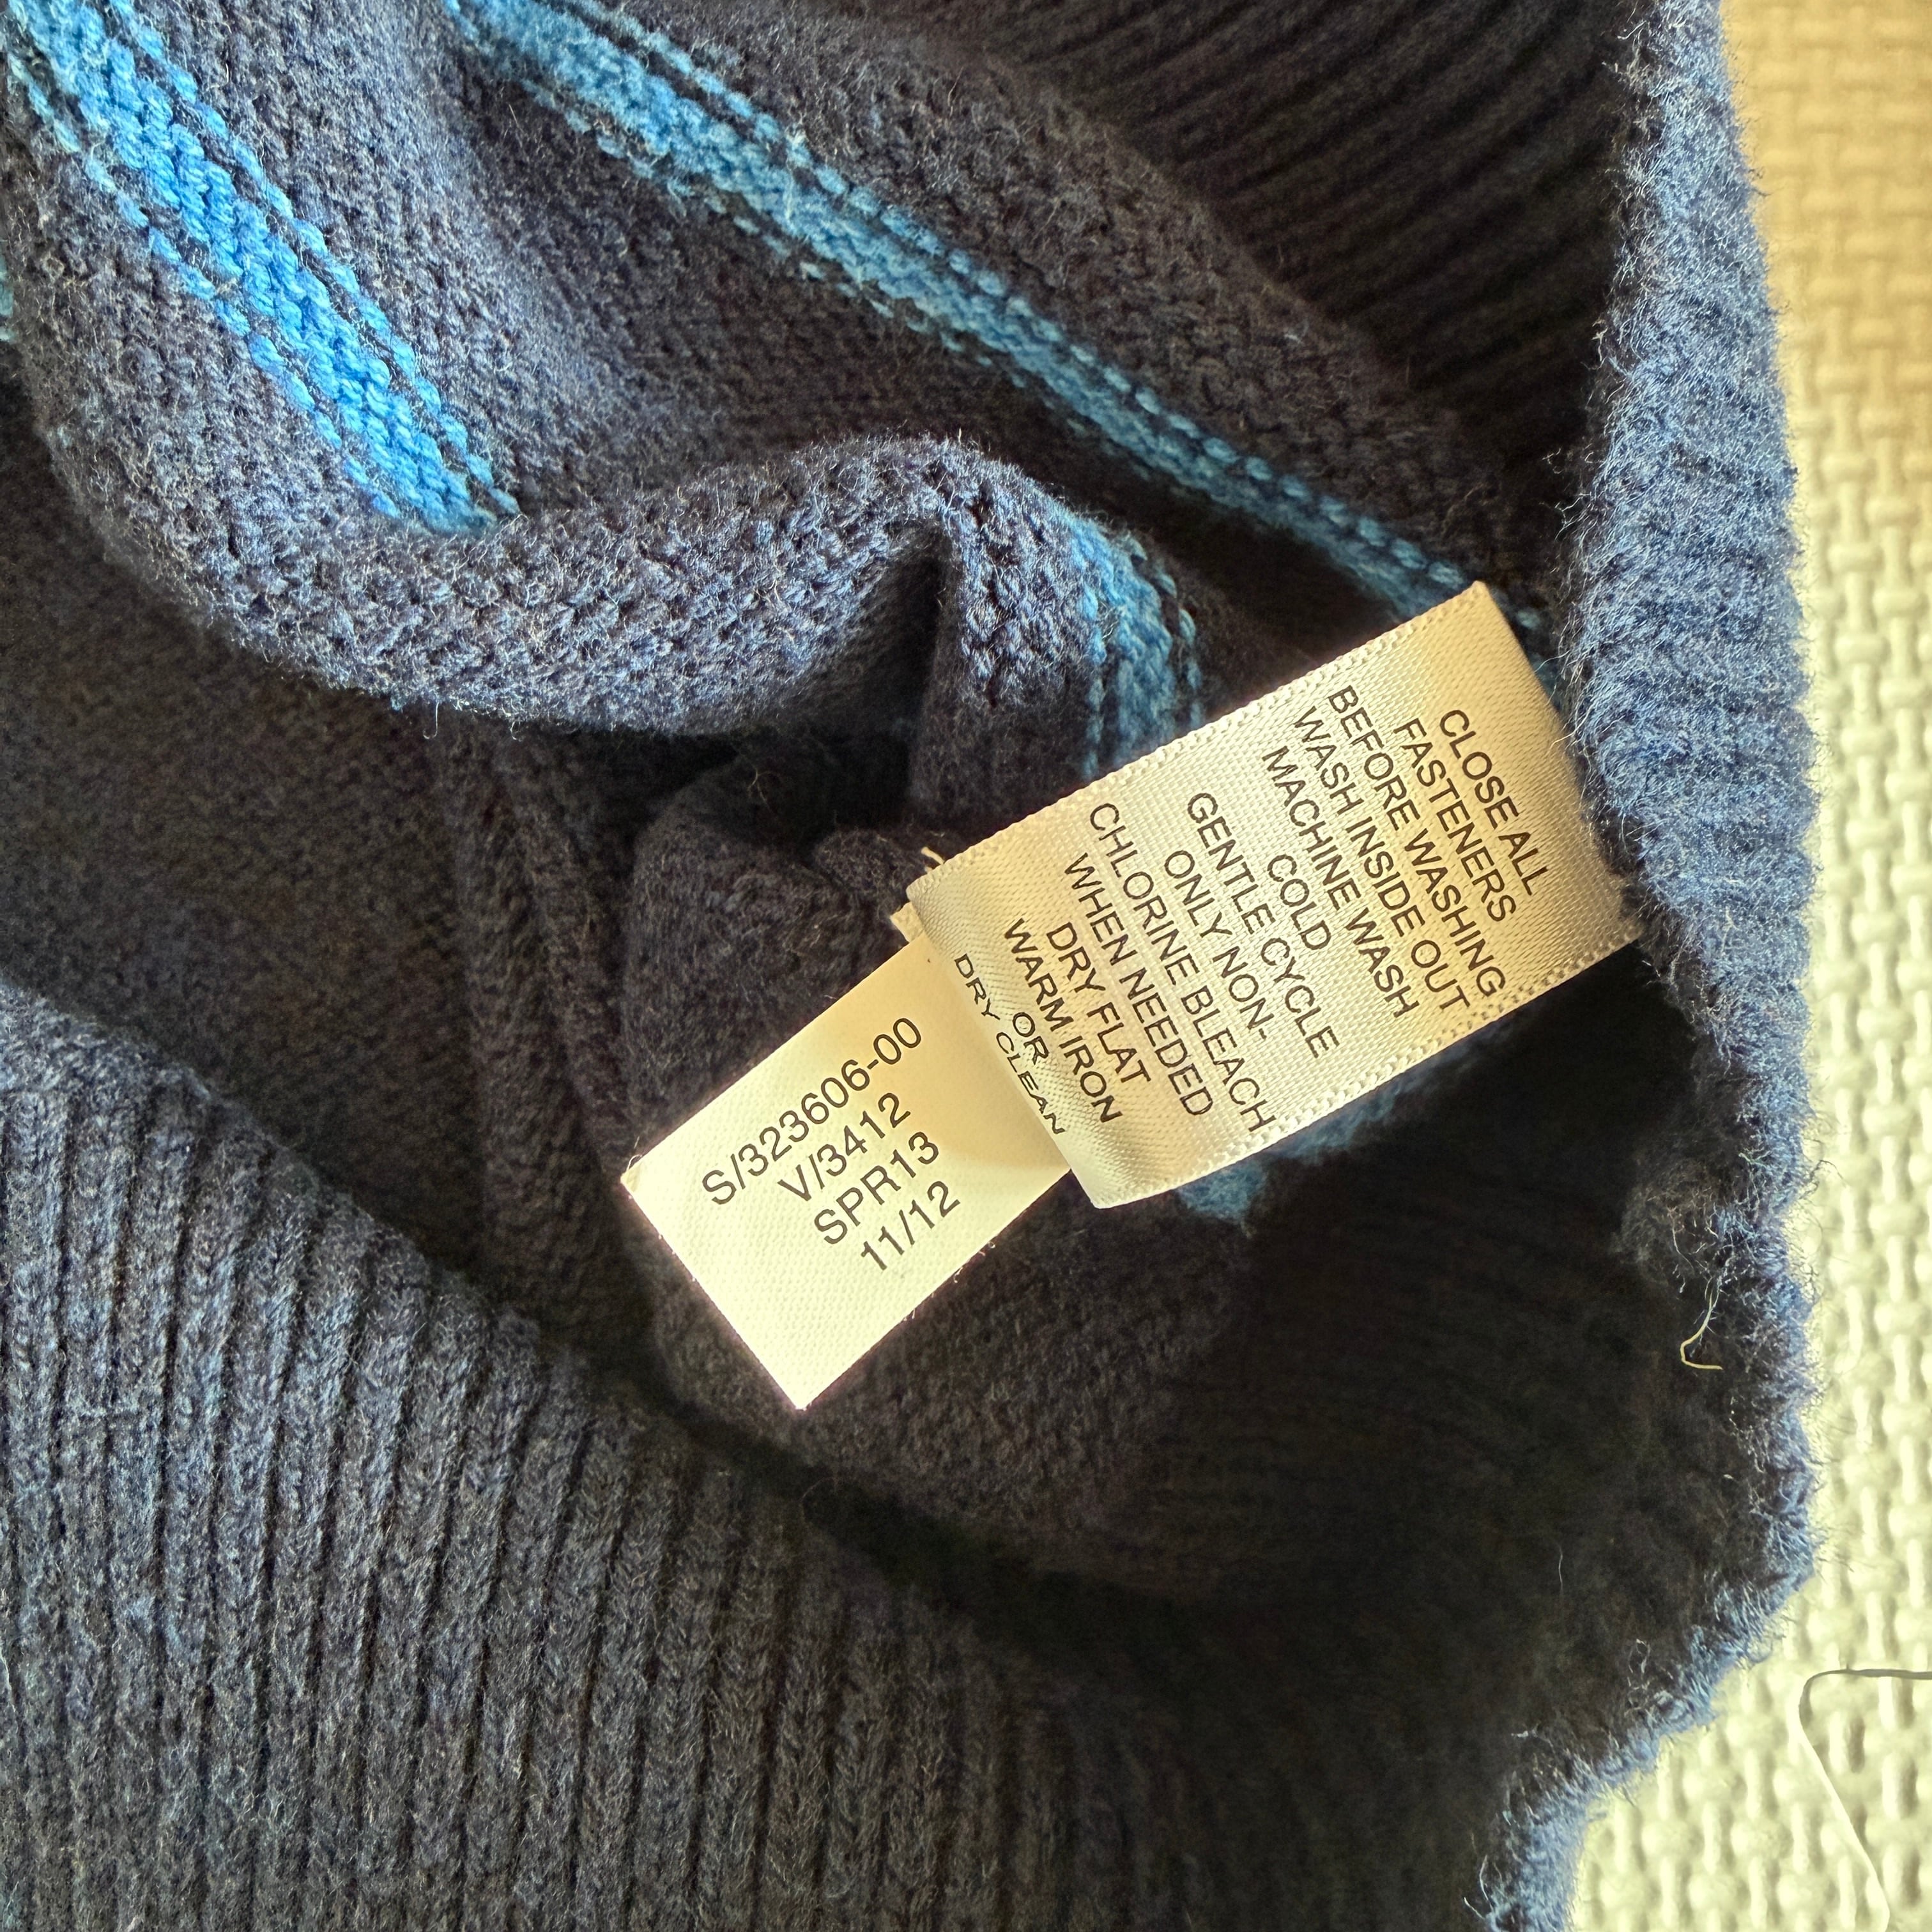 CLOSE ALL
FASTENERS
BEFORE WASHING
WASH INSIDE OUT
MACHINE WASH
COLD
GENTLE CYCLE
ONLY NON-
CHLORINE BLEACH
WHEN NEEDED
DRY FLAT
WARM IRON
OR
DRY CLEAN
S/323606-00
V/3412
SPR13
11/12